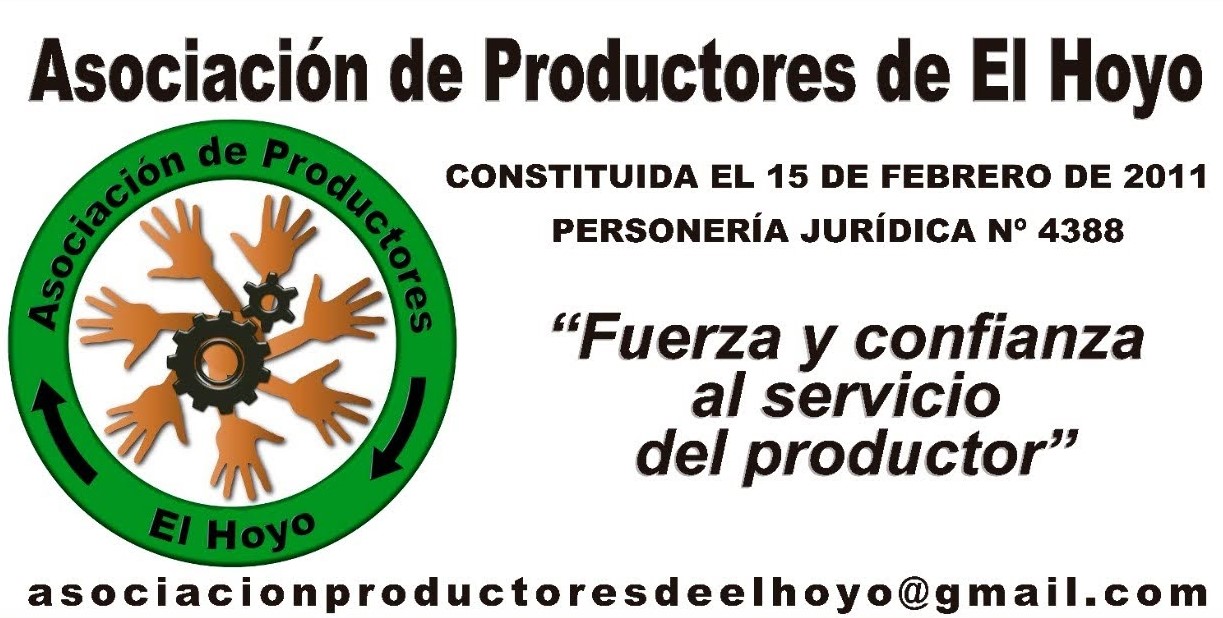 Asociación de Productores de El Hoyo
Asociación de Productores
El Hoyo
CONSTITUIDA EL 15 DE FEBRERO DE 2011
PERSONERÍA JURÍDICA Nº 4388
“Fuerza y confianza
al servicio
del productor”
asociacionproductoresdeelhoyo@gmail.com